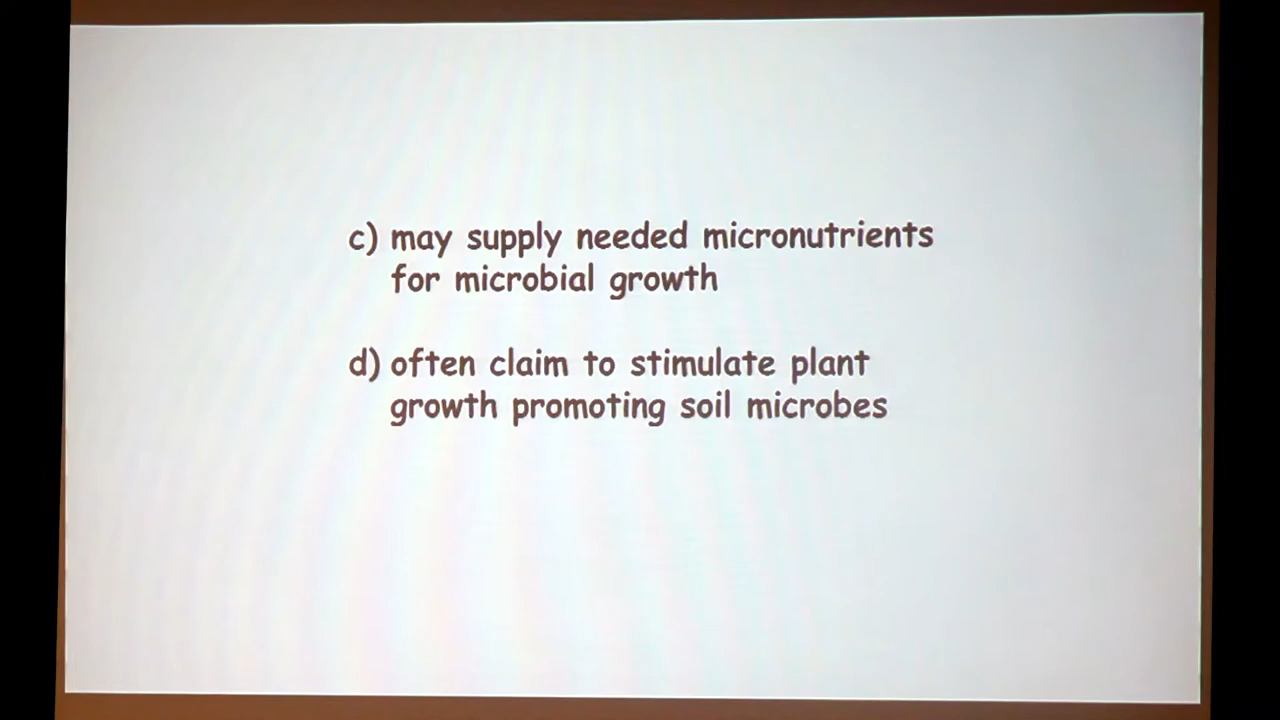 c) may supply needed micronutrients
for microbial growth
d) often claim to stimulate plant
growth promoting soil microbes